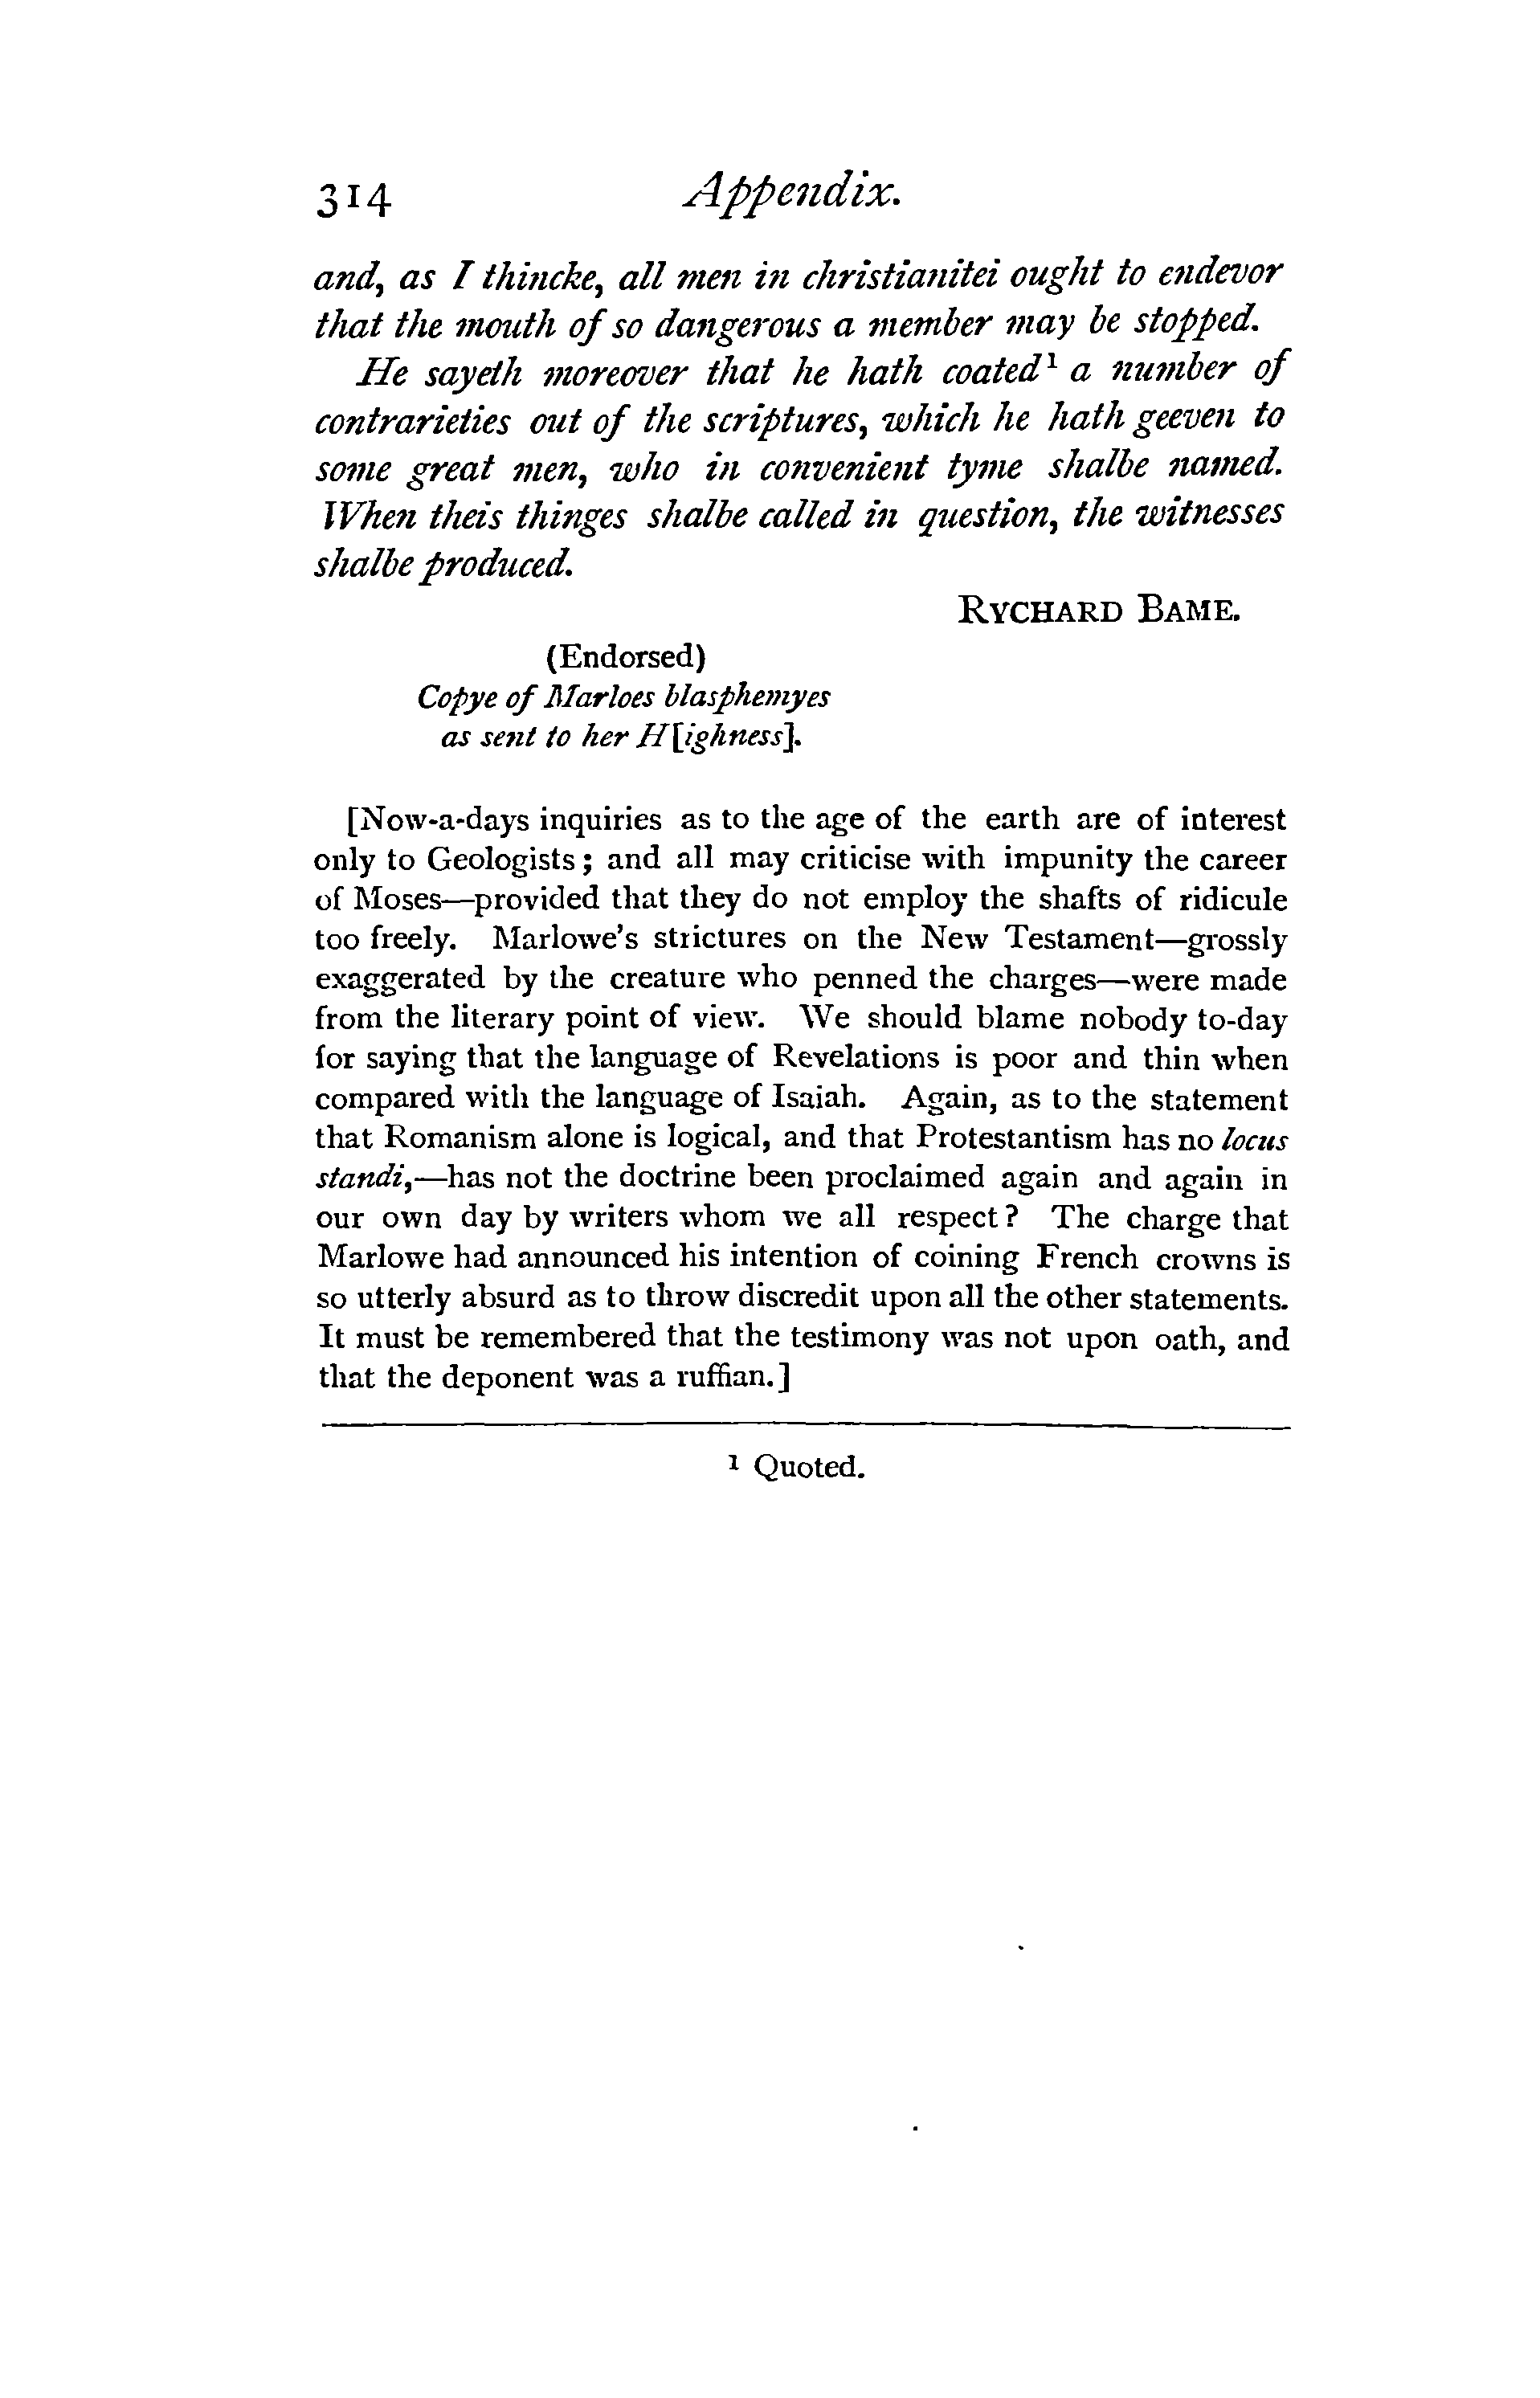 314 Appendix.
and, as I thincke, all men in christianitei ought to endevor
that the mouth of so dangerous a member may be stopped.
He sayeth moreover that he hath coated¹ a number of
contrarieties out of the scriptures, which he hath geeven to
some great men, who in convenient tyme shalbe named.
When theis thinges shalbe called in question, the witnesses
shalbe produced.
RYCHARD BAME.
(Endorsed)
Copye of Marloes blasphemyes
as sent to her H[ighness].
[Now-a-days inquiries as to the age of the earth are of interest
only to Geologists; and all may criticise with impunity the career
of Moses—provided that they do not employ the shafts of ridicule
too freely. Marlowe's strictures on the New Testament—grossly
exaggerated by the creature who penned the charges—were made
from the literary point of view. We should blame nobody to-day
for saying that the language of Revelations is poor and thin when
compared with the language of Isaiah. Again, as to the statement
that Romanism alone is logical, and that Protestantism has no locus
standi,—has not the doctrine been proclaimed again and again in
our own day by writers whom we all respect? The charge that
Marlowe had announced his intention of coining French crowns is
so utterly absurd as to throw discredit upon all the other statements.
It must be remembered that the testimony was not upon oath, and
that the deponent was a ruffian.]
¹ Quoted.